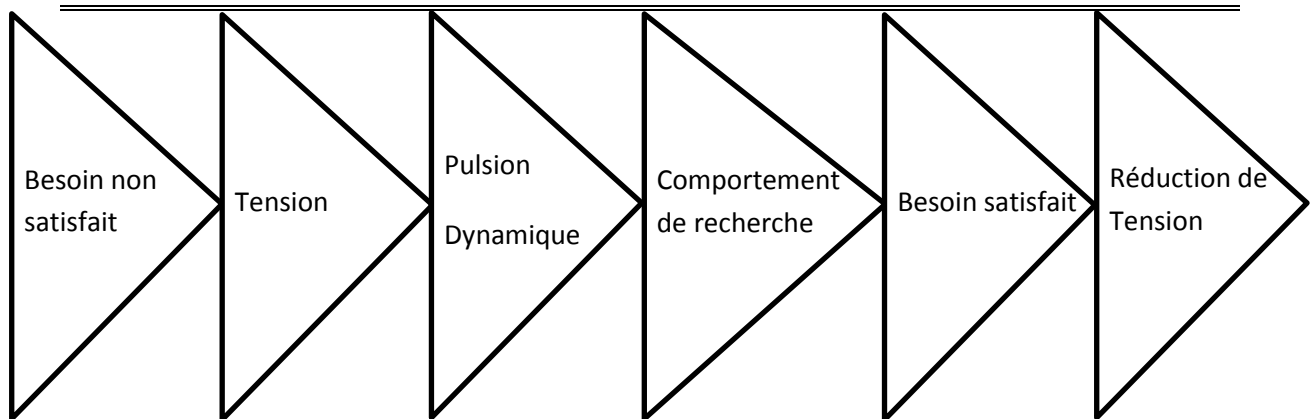 Besoin non
satisfait
Tension
Pulsion
Dynamique
Comportement
de recherche
Besoin satisfait
Réduction de
Tension